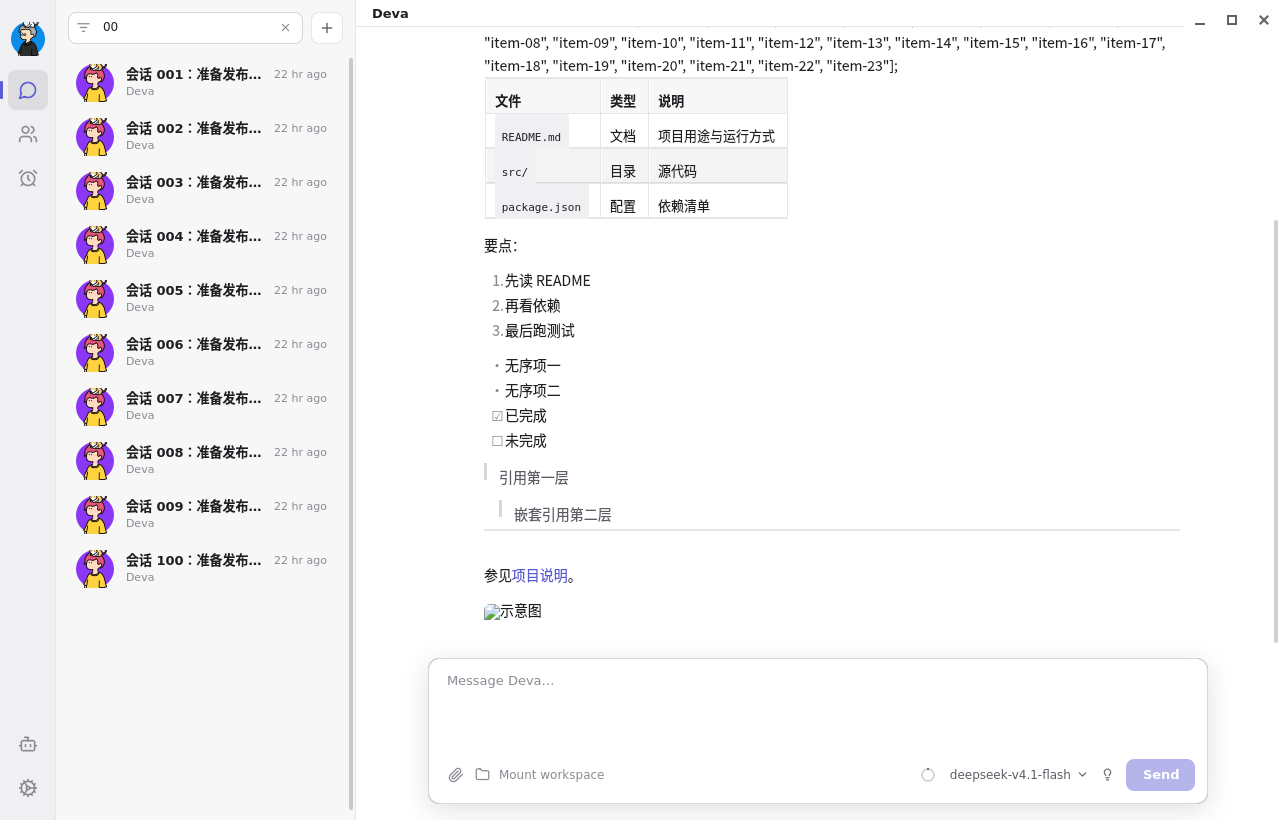 00
会话 001：准备发布...
22 hr ago
Deva
会话 002：准备发布...
22 hr ago
Deva
会话 003：准备发布...
22 hr ago
Deva
会话 004：准备发布...
22 hr ago
Deva
会话 005：准备发布...
22 hr ago
Deva
会话 006：准备发布...
22 hr ago
Deva
会话 007：准备发布...
22 hr ago
Deva
会话 008：准备发布...
22 hr ago
Deva
会话 009：准备发布...
22 hr ago
Deva
会话 100：准备发布...
22 hr ago
Deva
Deva
"item-08", "item-09", "item-10", "item-11", "item-12", "item-13", "item-14", "item-15", "item-16", "item-17",
"item-18", "item-19", "item-20", "item-21", "item-22", "item-23"];
文件 类型 说明
README.md 文档 项目用途与运行方式
src/ 目录 源代码
package.json 配置 依赖清单
要点：
1. 先读 README
2. 再看依赖
3. 最后跑测试
• 无序项一
• 无序项二
☑ 已完成
☐ 未完成
引用第一层
嵌套引用第二层
参见项目说明。
示意图
Message Deva...
Mount workspace
deepseek-v4.1-flash
Send